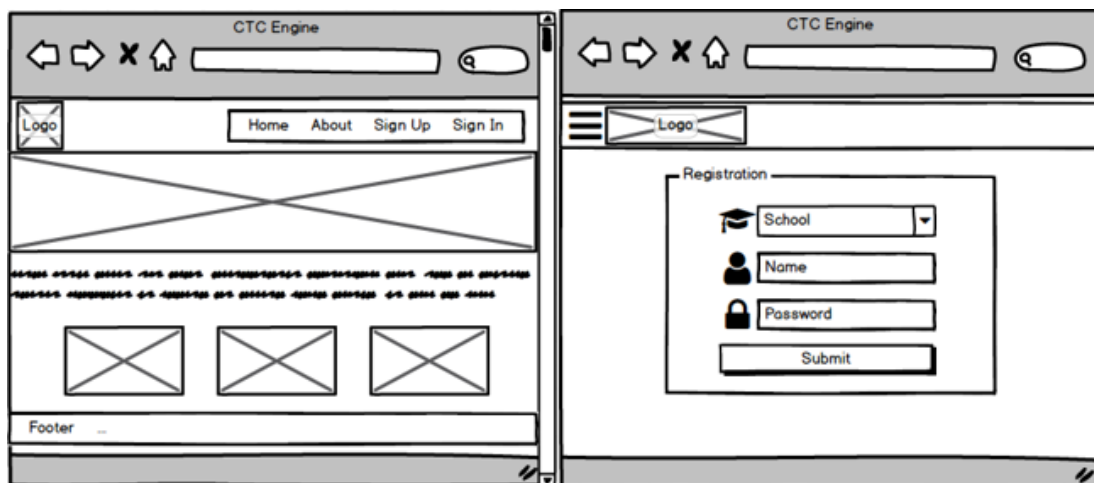 CTC Engine
Logo
Home About Sign Up Sign In
Footer ...
CTC Engine
Logo
Registration
School
Name
Password
Submit